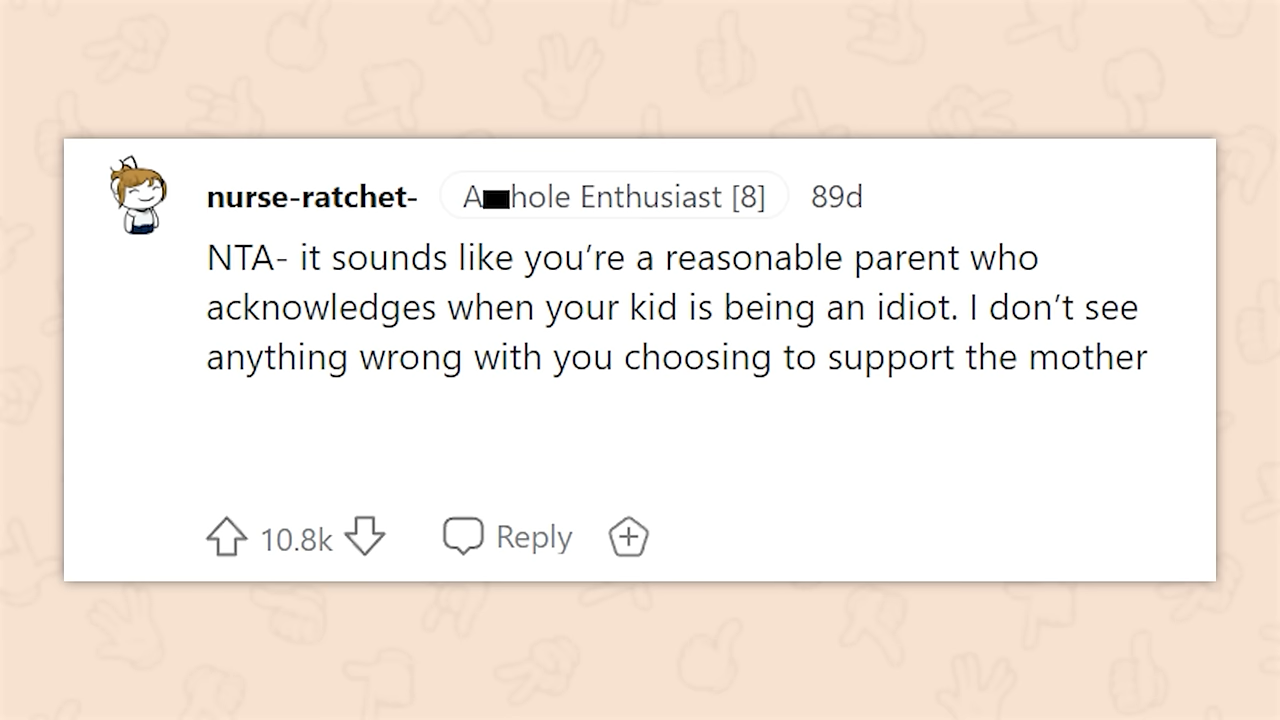 nurse-ratchet- A■hole Enthusiast [8] 89d
NTA- it sounds like you’re a reasonable parent who
acknowledges when your kid is being an idiot. I don’t see
anything wrong with you choosing to support the mother
10.8k Reply